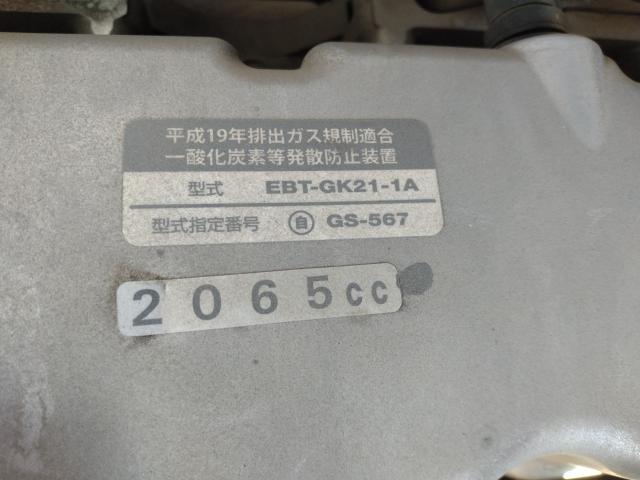 平成19年排出ガス規制適合
一酸化炭素等発散防止装置
型式 EBT-GK21-1A
型式指定番号 自 GS-567
2065cc